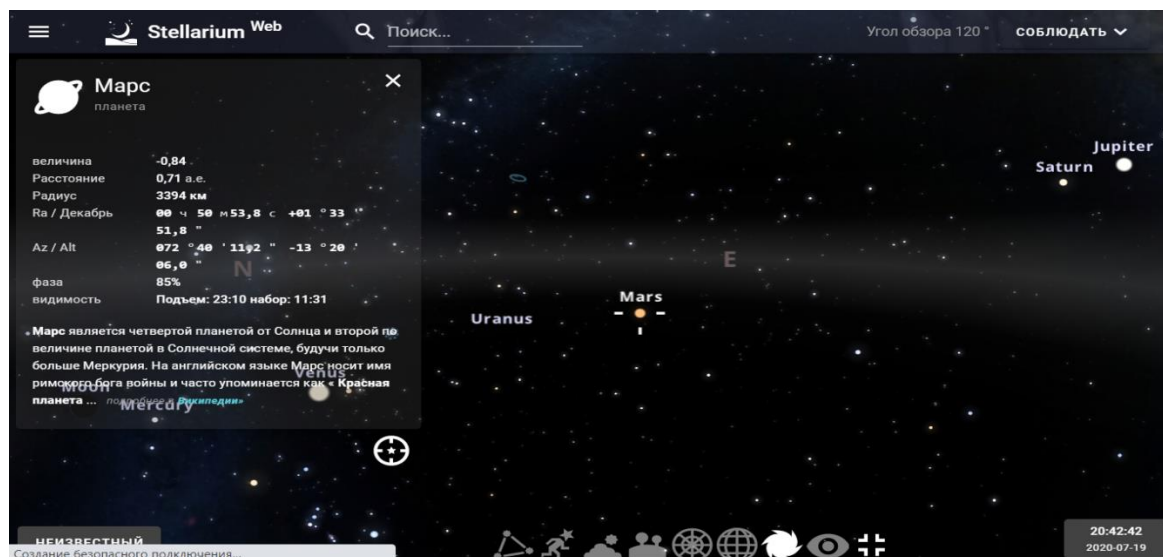 Stellarium Web
Поиск...
Угол обзора 120 °
СОБЛЮДАТЬ
Марс
планета
величина -0,84
Расстояние 0,71 а.е.
Радиус 3394 км
Ra / Декабрь 00 ч 50 м 53,8 с +01 ° 33 '
51,8 "
Az / Alt 072 ° 40 ' 11,2 " -13 ° 20 '
06,0 "
фаза 85%
видимость Подъем: 23:10 набор: 11:31
Марс является четвертой планетой от Солнца и второй по
величине планетой в Солнечной системе, будучи только
больше Меркурия. На английском языке Марс носит имя
римского бога войны и часто упоминается как « Красная
планета ... подробнее в Википедии»
Moon
Venus
Mercury
N
E
Uranus
Mars
Saturn
Jupiter
НЕИЗВЕСТНЫЙ
Создание безопасного подключения...
20:42:42
2020-07-19